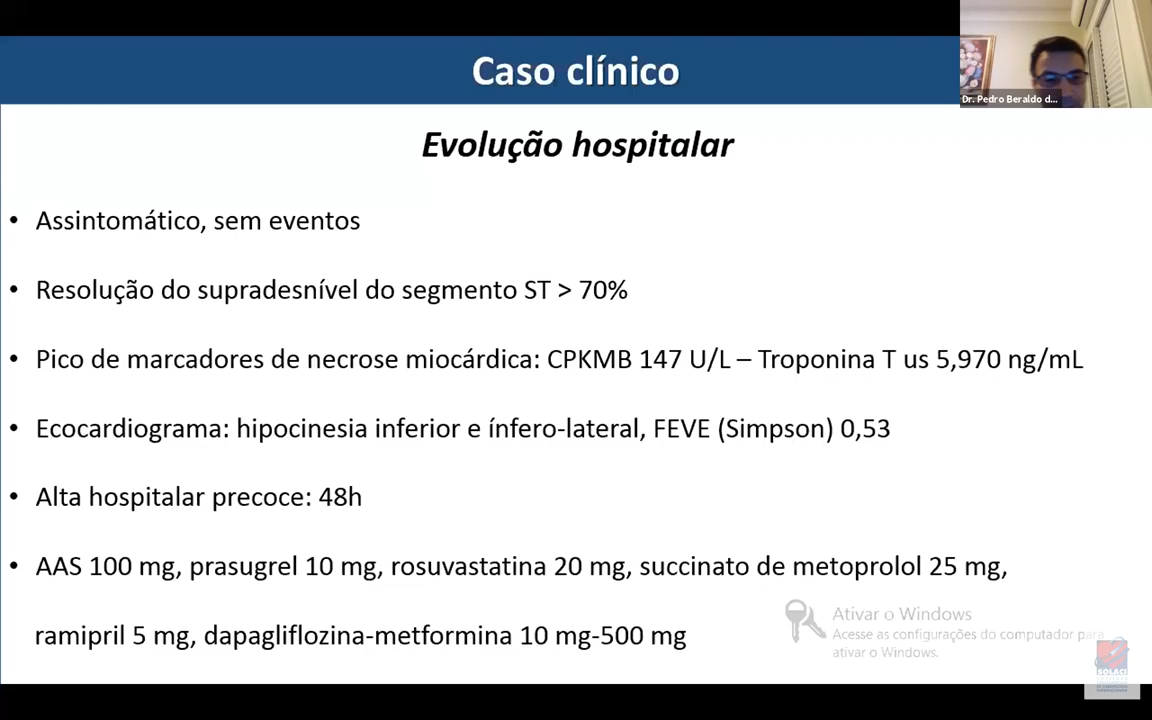 Caso clínico
Dr. Pedro Beraldo d...
Evolução hospitalar
• Assintomático, sem eventos
• Resolução do supradesnível do segmento ST > 70%
• Pico de marcadores de necrose miocárdica: CPKMB 147 U/L – Troponina T us 5,970 ng/mL
• Ecocardiograma: hipocinesia inferior e ínfero-lateral, FEVE (Simpson) 0,53
• Alta hospitalar precoce: 48h
• AAS 100 mg, prasugrel 10 mg, rosuvastatina 20 mg, succinato de metoprolol 25 mg,
ramipril 5 mg, dapagliflozina-metformina 10 mg-500 mg
Ativar o Windows
Acesse as configurações do computador para
ativar o Windows.
SOLACI